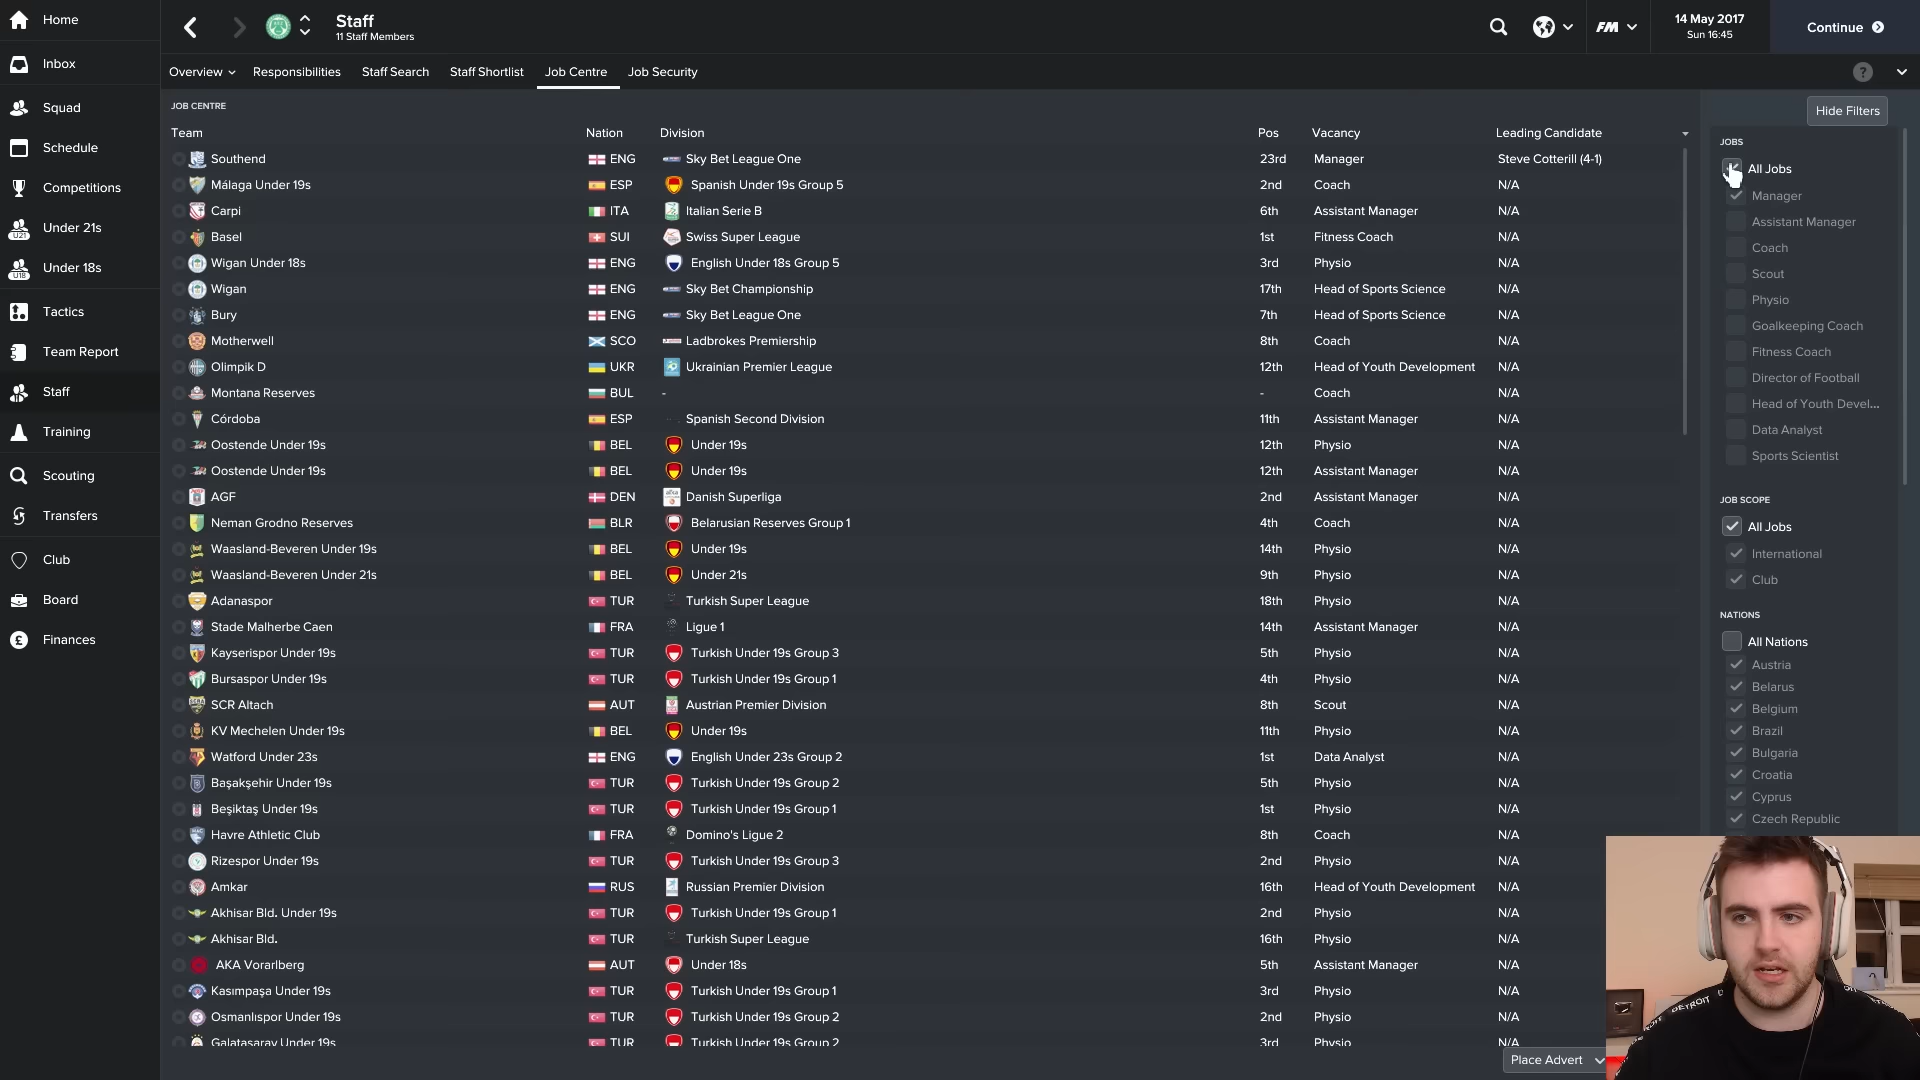 Home
Inbox
Squad
Schedule
Competitions
Under 21s
Under 18s
Tactics
Team Report
Staff
Training
Scouting
Transfers
Club
Board
Finances
Staff
11 Staff Members
FM
14 May 2017
Sun 16:45
Continue
Overview Responsibilities Staff Search Staff Shortlist Job Centre Job Security
?
JOB CENTRE
Team Nation Division Pos Vacancy Leading Candidate
Southend ENG Sky Bet League One 23rd Manager Steve Cotterill (4-1)
Málaga Under 19s ESP Spanish Under 19s Group 5 2nd Coach N/A
Carpi ITA Italian Serie B 6th Assistant Manager N/A
Basel SUI Swiss Super League 1st Fitness Coach N/A
Wigan Under 18s ENG English Under 18s Group 5 3rd Physio N/A
Wigan ENG Sky Bet Championship 17th Head of Sports Science N/A
Bury ENG Sky Bet League One 7th Head of Sports Science N/A
Motherwell SCO Ladbrokes Premiership 8th Coach N/A
Olimpik D UKR Ukrainian Premier League 12th Head of Youth Development N/A
Montana Reserves BUL - - Coach N/A
Córdoba ESP Spanish Second Division 11th Assistant Manager N/A
Oostende Under 19s BEL Under 19s 12th Physio N/A
Oostende Under 19s BEL Under 19s 12th Assistant Manager N/A
AGF DEN Danish Superliga 2nd Assistant Manager N/A
Neman Grodno Reserves BLR Belarusian Reserves Group 1 4th Coach N/A
Waasland-Beveren Under 19s BEL Under 19s 14th Physio N/A
Waasland-Beveren Under 21s BEL Under 21s 9th Physio N/A
Adanaspor TUR Turkish Super League 18th Physio N/A
Stade Malherbe Caen FRA Ligue 1 14th Assistant Manager N/A
Kayserispor Under 19s TUR Turkish Under 19s Group 3 5th Physio N/A
Bursaspor Under 19s TUR Turkish Under 19s Group 1 4th Physio N/A
SCR Altach AUT Austrian Premier Division 8th Scout N/A
KV Mechelen Under 19s BEL Under 19s 11th Physio N/A
Watford Under 23s ENG English Under 23s Group 2 1st Data Analyst N/A
Başakşehir Under 19s TUR Turkish Under 19s Group 2 5th Physio N/A
Beşiktaş Under 19s TUR Turkish Under 19s Group 1 1st Physio N/A
Havre Athletic Club FRA Domino's Ligue 2 8th Coach N/A
Rizespor Under 19s TUR Turkish Under 19s Group 3 2nd Physio N/A
Amkar RUS Russian Premier Division 16th Head of Youth Development N/A
Akhisar Bld. Under 19s TUR Turkish Under 19s Group 1 2nd Physio N/A
Akhisar Bld. TUR Turkish Super League 16th Physio N/A
AKA Vorarlberg AUT Under 18s 5th Assistant Manager N/A
Kasımpaşa Under 19s TUR Turkish Under 19s Group 1 3rd Physio N/A
Osmanlıspor Under 19s TUR Turkish Under 19s Group 2 2nd Physio N/A
Galatasaray Under 19s TUR Turkish Under 19s Group 2 3rd Physio N/A
Place Advert
Hide Filters
JOBS
All Jobs
Manager
Assistant Manager
Coach
Scout
Physio
Goalkeeping Coach
Fitness Coach
Director of Football
Head of Youth Devel...
Data Analyst
Sports Scientist
JOB SCOPE
All Jobs
International
Club
NATIONS
All Nations
Austria
Belarus
Belgium
Brazil
Bulgaria
Croatia
Cyprus
Czech Republic
DETROIT